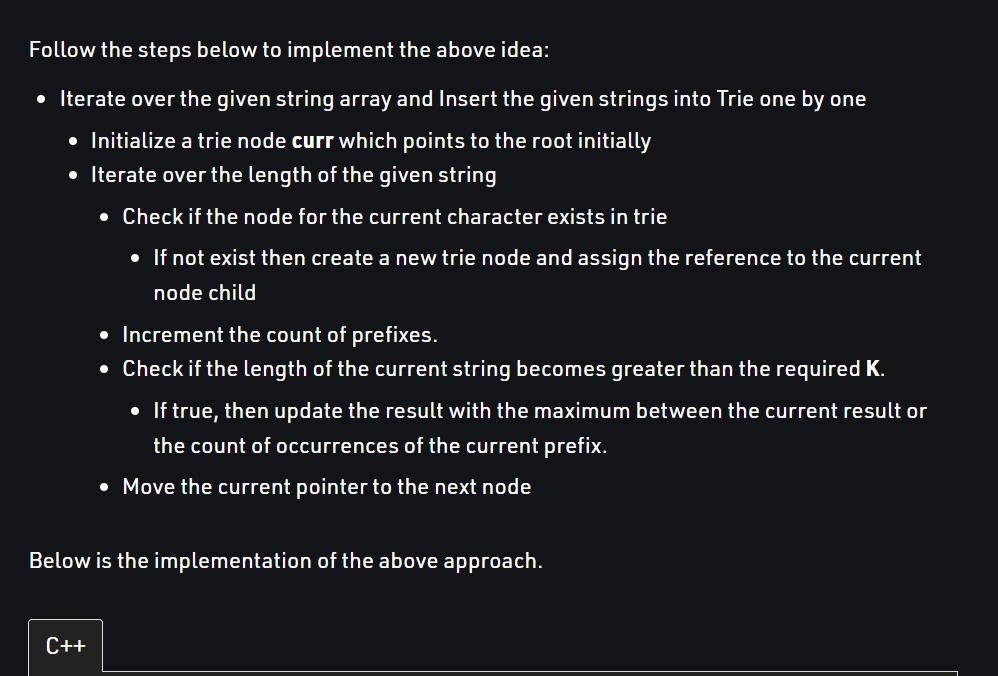 Follow the steps below to implement the above idea:
• Iterate over the given string array and Insert the given strings into Trie one by one
• Initialize a trie node curr which points to the root initially
• Iterate over the length of the given string
• Check if the node for the current character exists in trie
• If not exist then create a new trie node and assign the reference to the current
node child
• Increment the count of prefixes.
• Check if the length of the current string becomes greater than the required K.
• If true, then update the result with the maximum between the current result or
the count of occurrences of the current prefix.
• Move the current pointer to the next node
Below is the implementation of the above approach.
C++